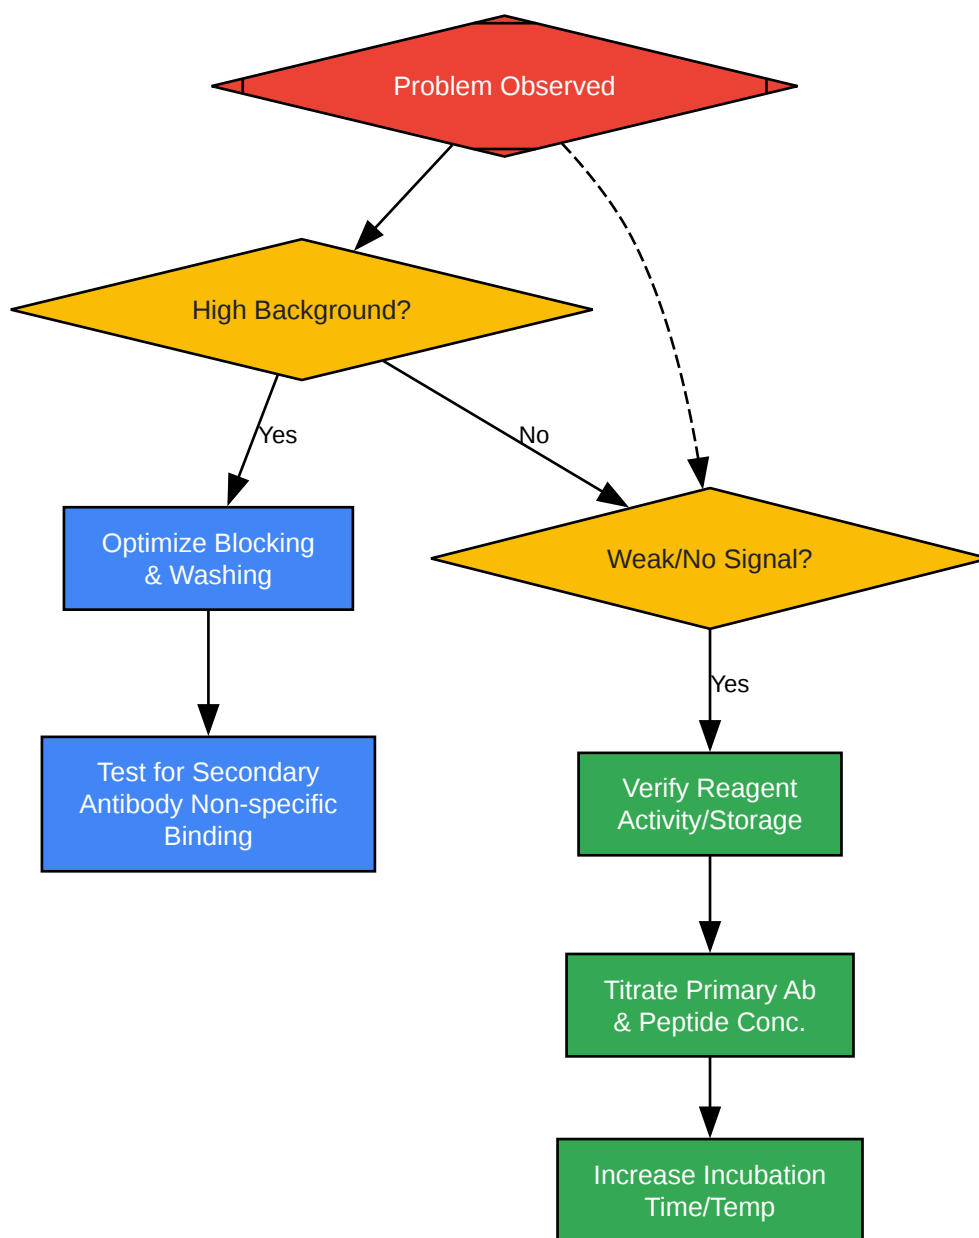 Problem Observed
High Background?
Yes
No
Optimize Blocking
& Washing
Weak/No Signal?
Yes
Test for Secondary
Antibody Non-specific
Binding
Verify Reagent
Activity/Storage
Titrate Primary Ab
& Peptide Conc.
Increase Incubation
Time/Temp